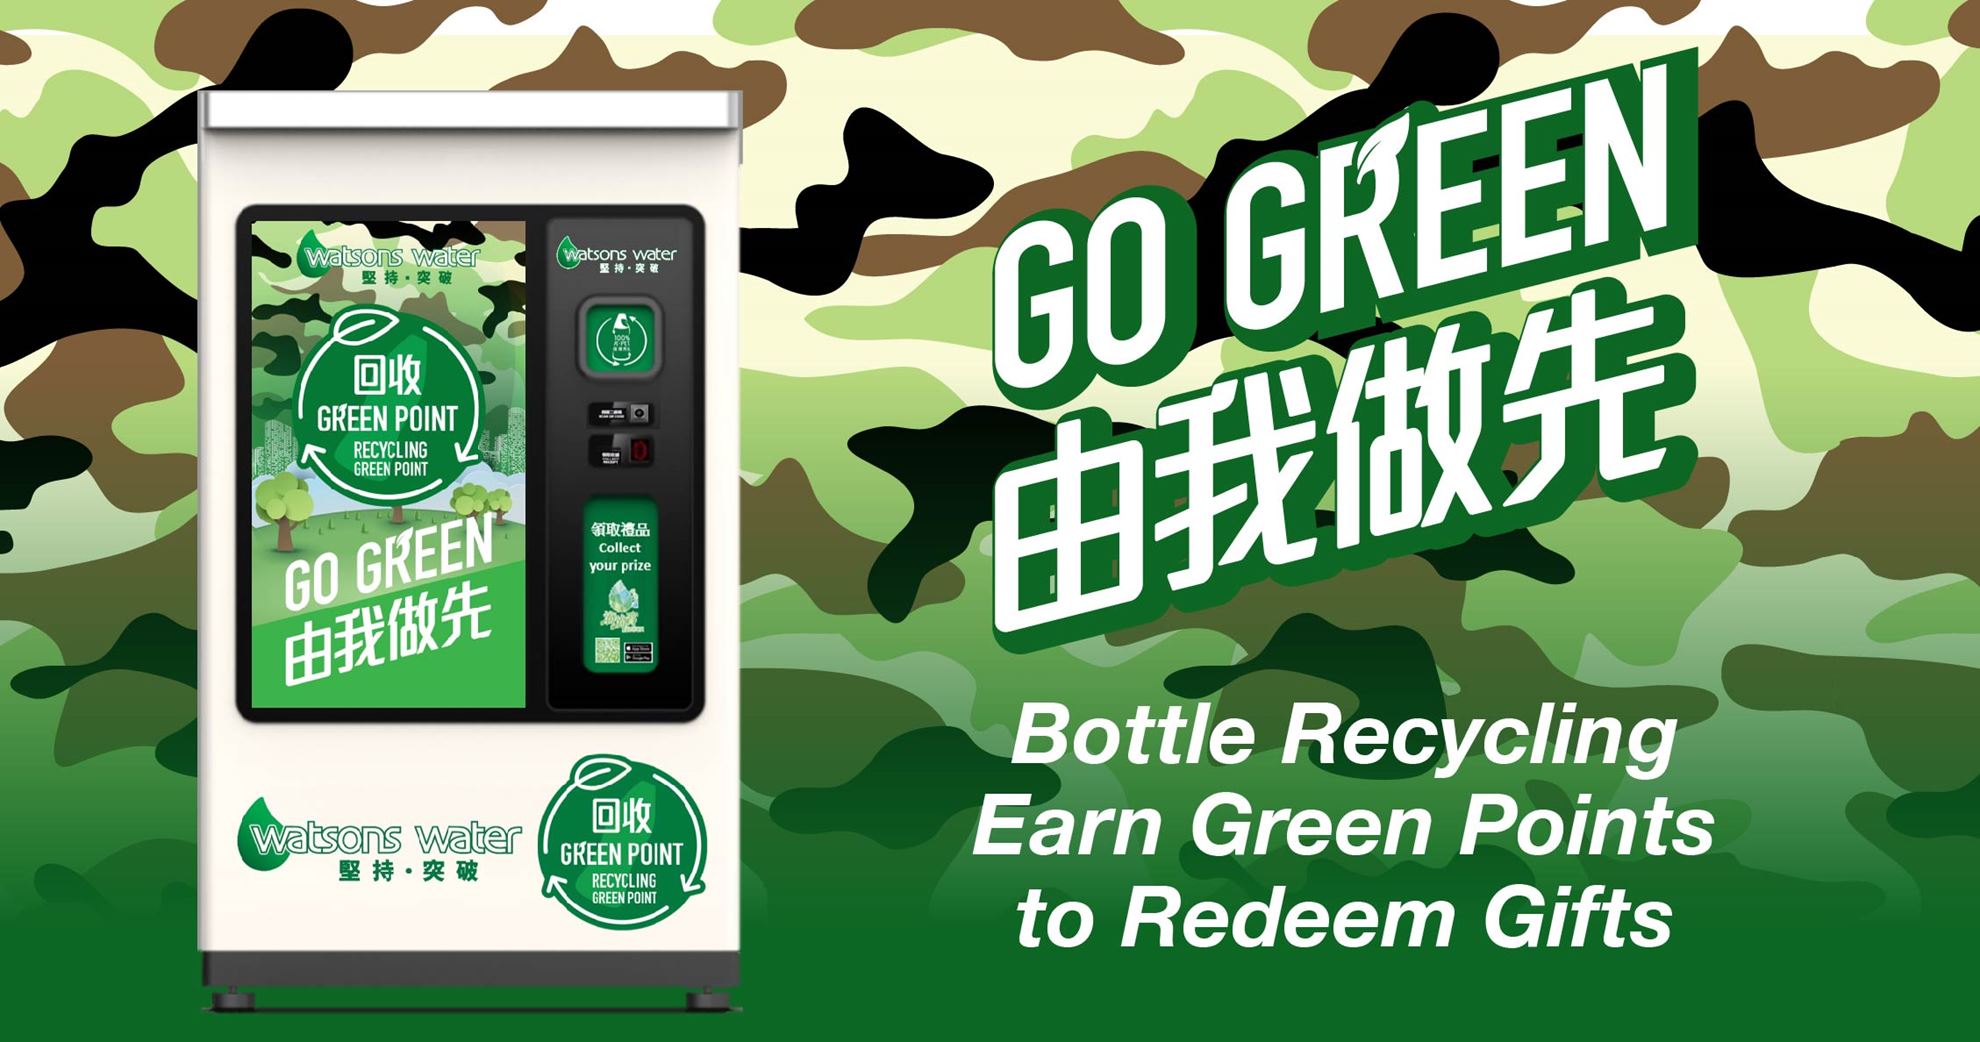 watsons water
堅持·突破
回收
GREEN POINT
RECYCLING
GREEN POINT
GO GREEN
由我做先
watsons water
堅持·突破
100%
領取禮品
Collect
your prize
watsons water
堅持·突破
回收
GREEN POINT
RECYCLING
GREEN POINT
GO GREEN
由我做先
Bottle Recycling
Earn Green Points
to Redeem Gifts